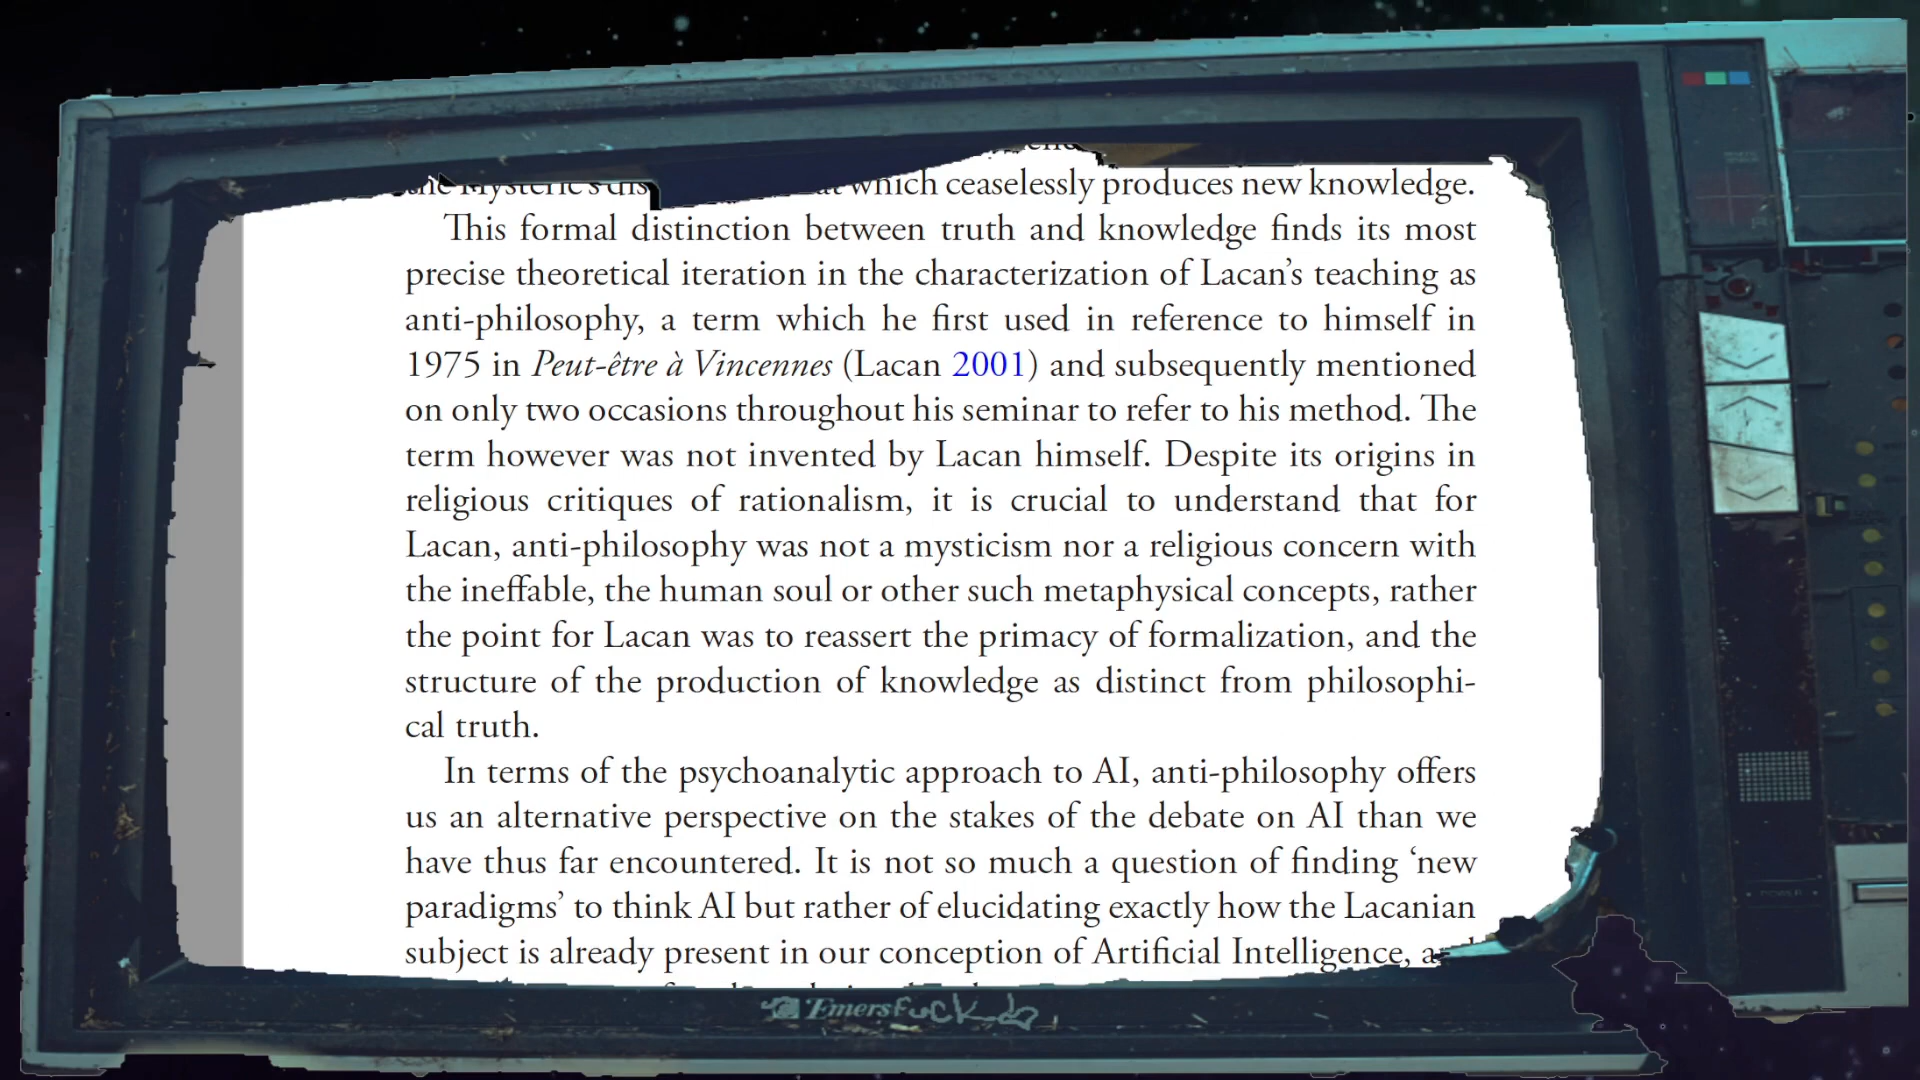 the Hysteric's which ceaselessly produces new knowledge.
This formal distinction between truth and knowledge finds its most
precise theoretical iteration in the characterization of Lacan's teaching as
anti-philosophy, a term which he first used in reference to himself in
1975 in Peut-être à Vincennes (Lacan 2001) and subsequently mentioned
on only two occasions throughout his seminar to refer to his method. The
term however was not invented by Lacan himself. Despite its origins in
religious critiques of rationalism, it is crucial to understand that for
Lacan, anti-philosophy was not a mysticism nor a religious concern with
the ineffable, the human soul or other such metaphysical concepts, rather
the point for Lacan was to reassert the primacy of formalization, and the
structure of the production of knowledge as distinct from philosophi-
cal truth.
In terms of the psychoanalytic approach to AI, anti-philosophy offers
us an alternative perspective on the stakes of the debate on AI than we
have thus far encountered. It is not so much a question of finding ‘new
paradigms’ to think AI but rather of elucidating exactly how the Lacanian
subject is already present in our conception of Artificial Intelligence,